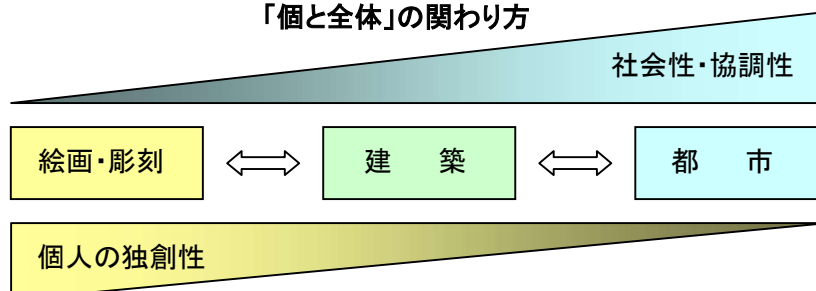 「個と全体」の関わり方
社会性・協調性
絵画・彫刻
建 築
都 市
個人の独創性